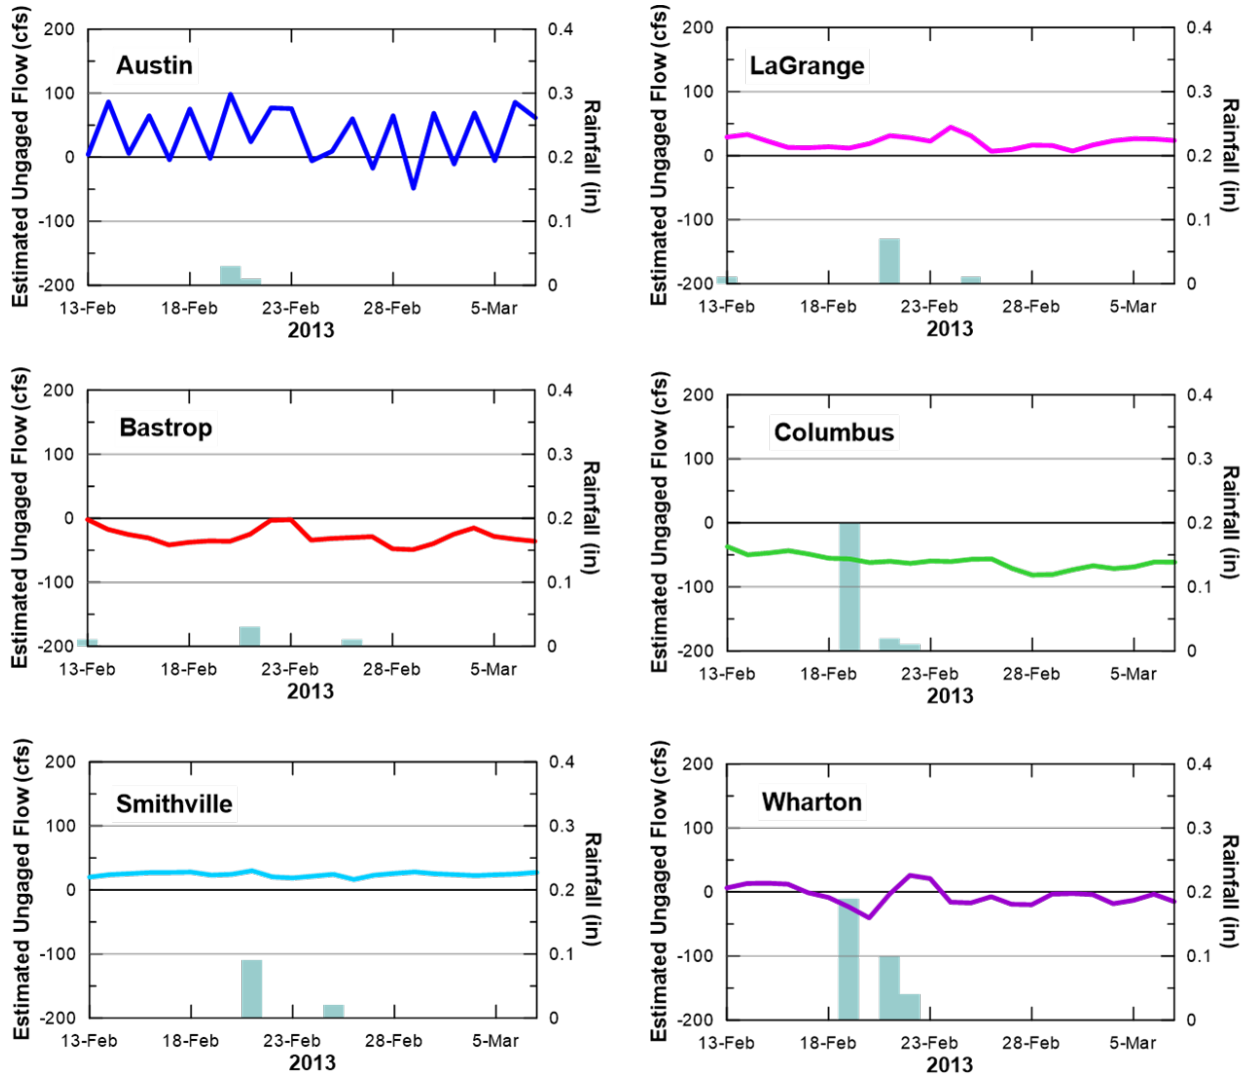 Austin
Estimated Ungaged Flow (cfs)
200
100
0
-100
-200
0.4
0.3
0.2
0.1
0
Rainfall (in)
13-Feb 18-Feb 23-Feb 28-Feb 5-Mar
2013
LaGrange
Estimated Ungaged Flow (cfs)
200
100
0
-100
-200
0.4
0.3
0.2
0.1
0
Rainfall (in)
13-Feb 18-Feb 23-Feb 28-Feb 5-Mar
2013
Bastrop
Estimated Ungaged Flow (cfs)
200
100
0
-100
-200
0.4
0.3
0.2
0.1
0
Rainfall (in)
13-Feb 18-Feb 23-Feb 28-Feb 5-Mar
2013
Columbus
Estimated Ungaged Flow (cfs)
200
100
0
-100
-200
0.4
0.3
0.2
0.1
0
Rainfall (in)
13-Feb 18-Feb 23-Feb 28-Feb 5-Mar
2013
Smithville
Estimated Ungaged Flow (cfs)
200
100
0
-100
-200
0.4
0.3
0.2
0.1
0
Rainfall (in)
13-Feb 18-Feb 23-Feb 28-Feb 5-Mar
2013
Wharton
Estimated Ungaged Flow (cfs)
200
100
0
-100
-200
0.4
0.3
0.2
0.1
0
Rainfall (in)
13-Feb 18-Feb 23-Feb 28-Feb 5-Mar
2013